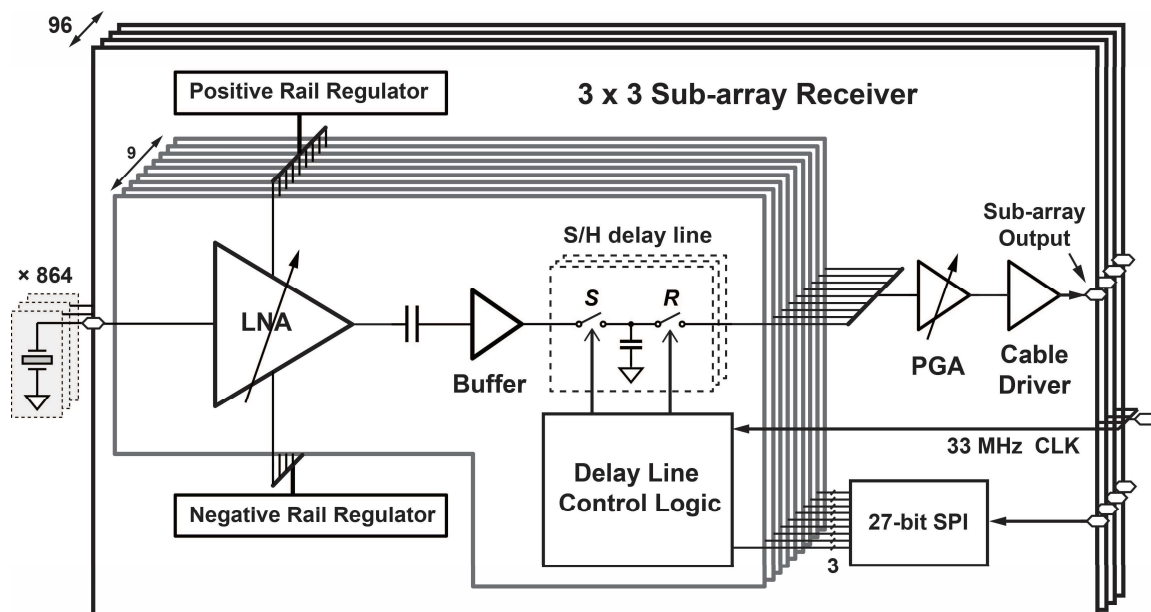 96
Positive Rail Regulator
3 x 3 Sub-array Receiver
9
Sub-array
Output
S/H delay line
× 864
S
R
LNA
Buffer
PGA
Cable
Driver
33 MHz CLK
Delay Line
Control Logic
Negative Rail Regulator
27-bit SPI
3